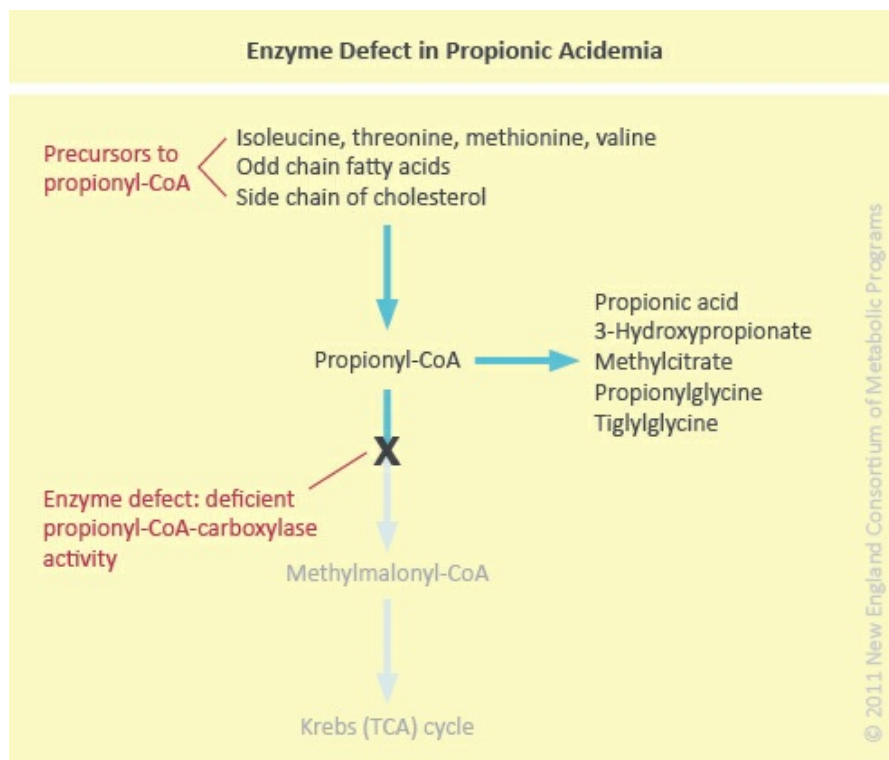 Enzyme Defect in Propionic Acidemia
Precursors to
propionyl-CoA
Isoleucine, threonine, methionine, valine
Odd chain fatty acids
Side chain of cholesterol
Propionyl-CoA
Propionic acid
3-Hydroxypropionate
Methylcitrate
Propionylglycine
Tiglylglycine
X
Enzyme defect: deficient
propionyl-CoA-carboxylase
activity
Methylmalonyl-CoA
Krebs (TCA) cycle
© 2011 New England Consortium of Metabolic Programs